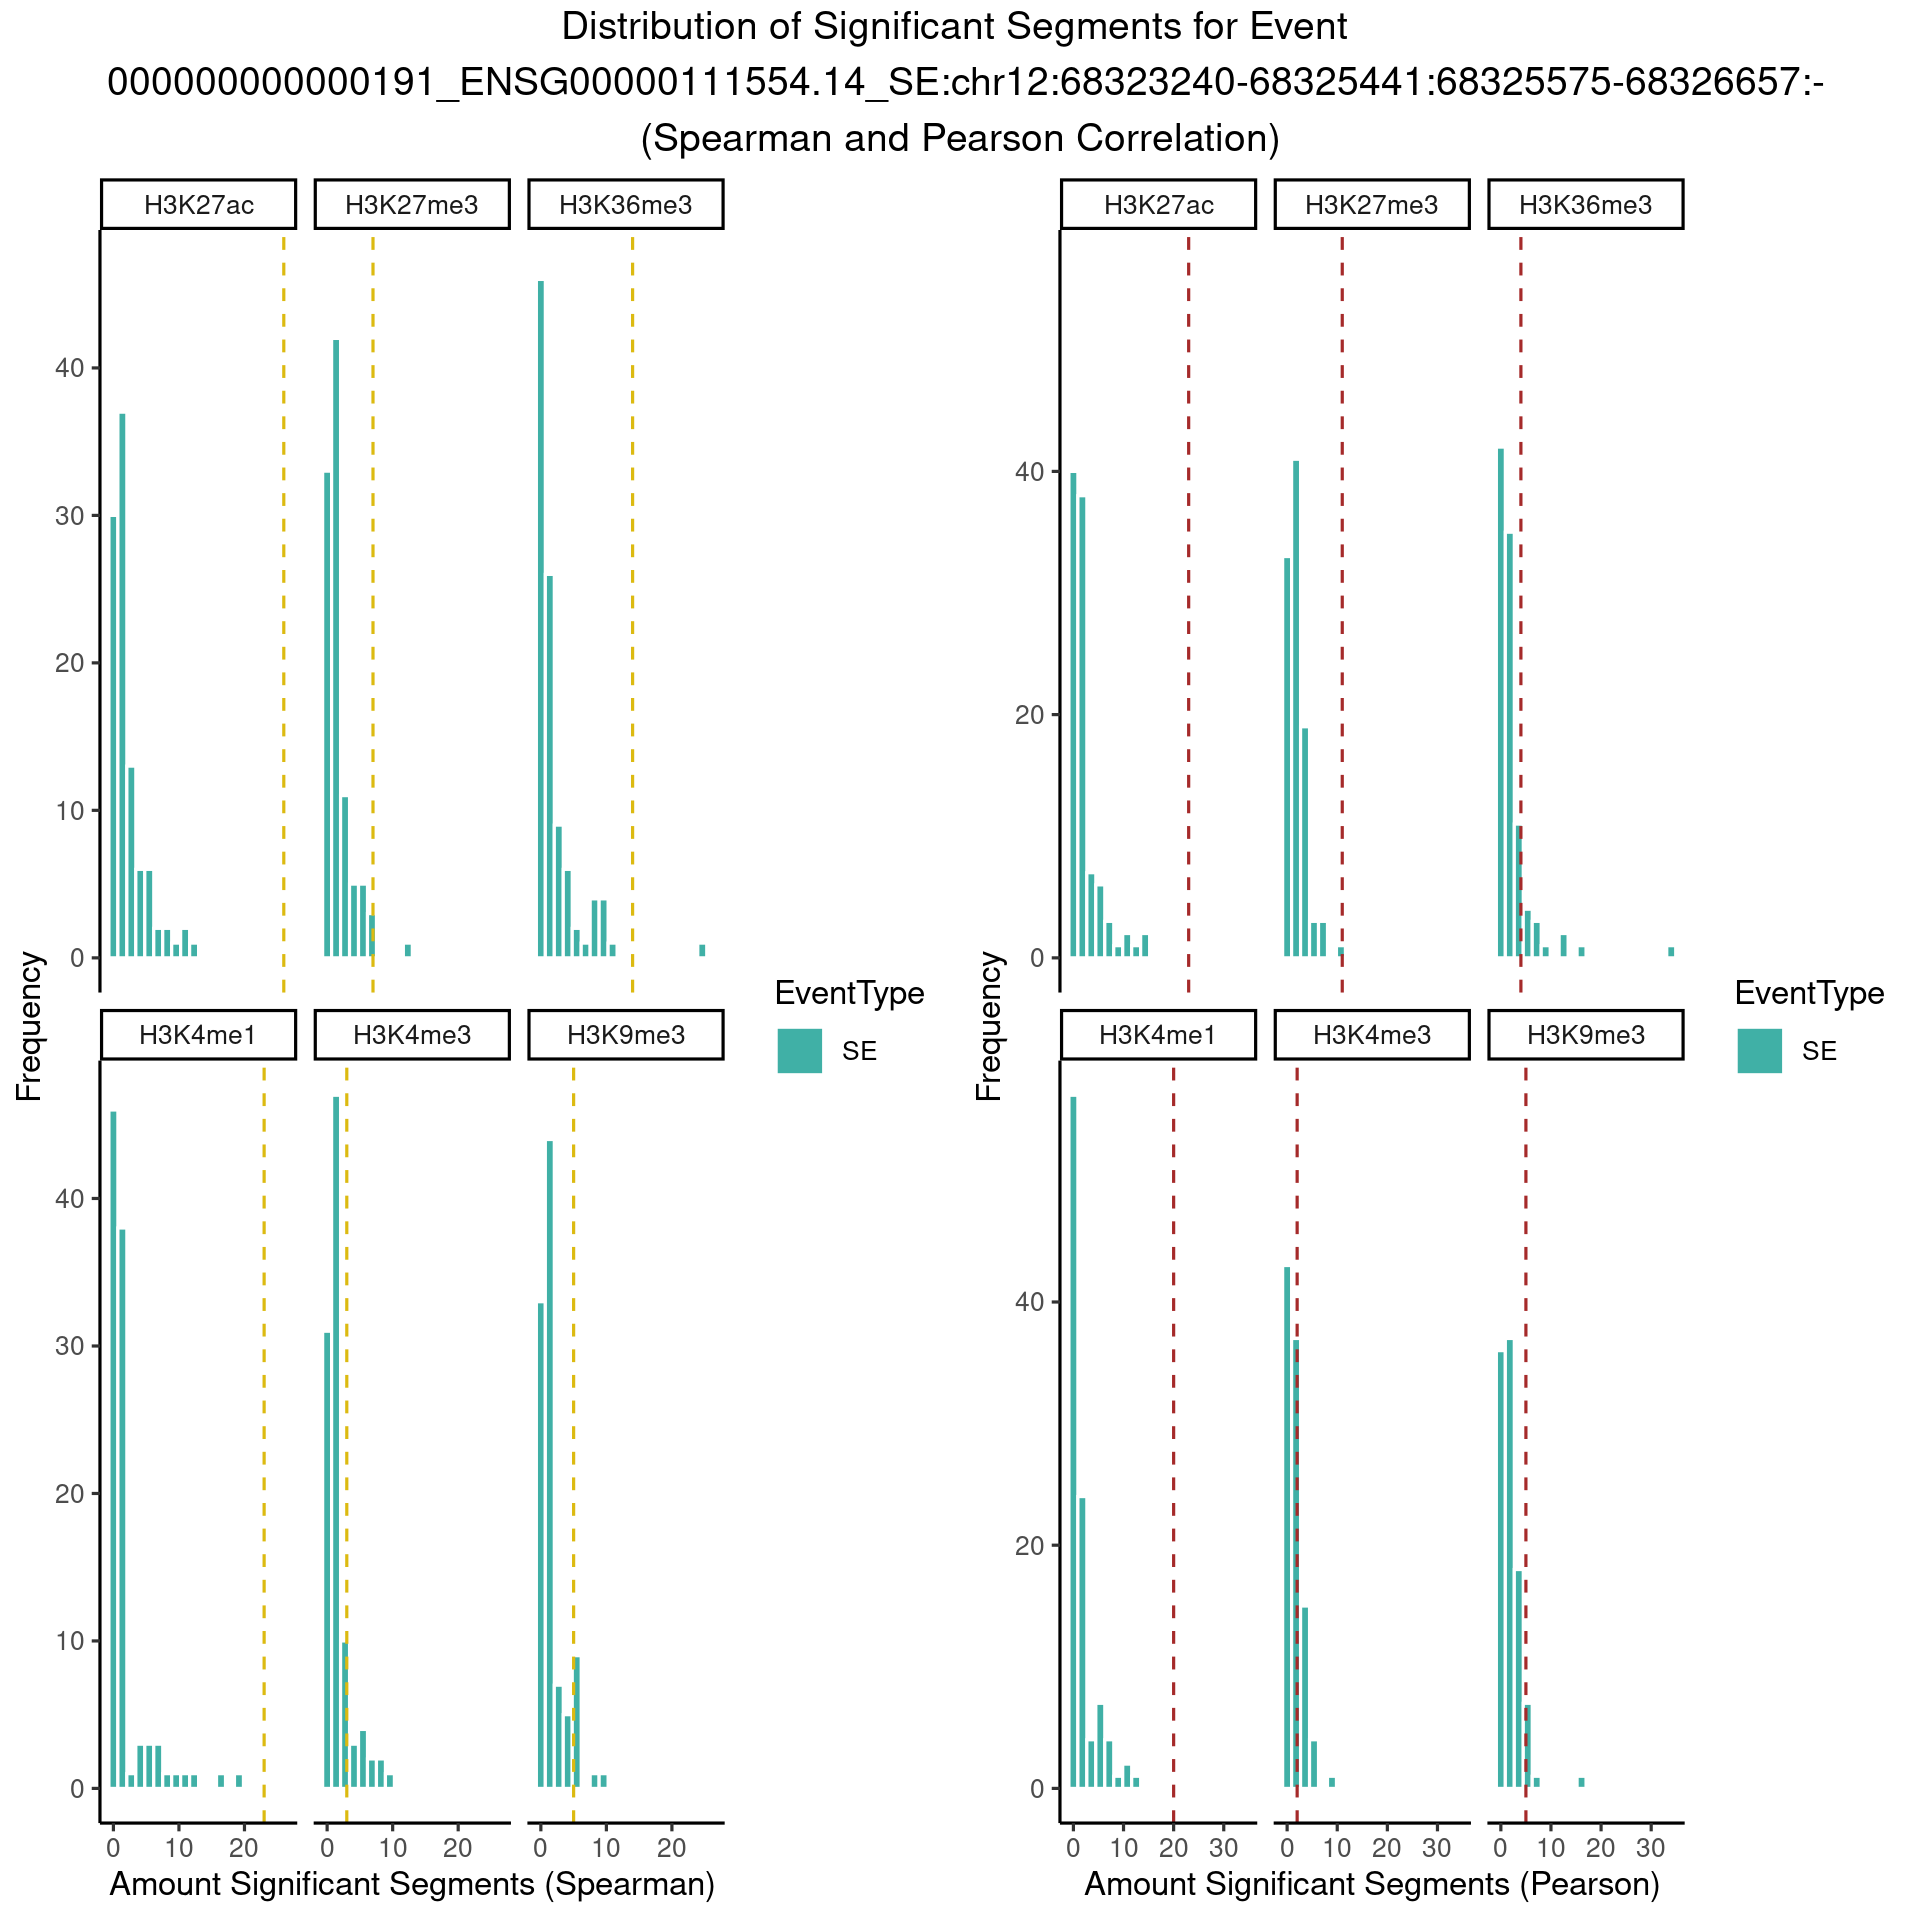 Distribution of Significant Segments for Event
000000000000191_ENSG00000111554.14_SE:chr12:68323240-68325441:68325575-68326657:-
(Spearman and Pearson Correlation)
H3K27ac H3K27me3 H3K36me3
40
30
20
10
0
H3K4me1 H3K4me3 H3K9me3
40
30
20
10
0
0 10 20 0 10 20 0 10 20
Frequency
Amount Significant Segments (Spearman)
EventType
SE
H3K27ac H3K27me3 H3K36me3
40
20
0
H3K4me1 H3K4me3 H3K9me3
40
20
0
0 10 20 30 0 10 20 30 0 10 20 30
Frequency
Amount Significant Segments (Pearson)
EventType
SE